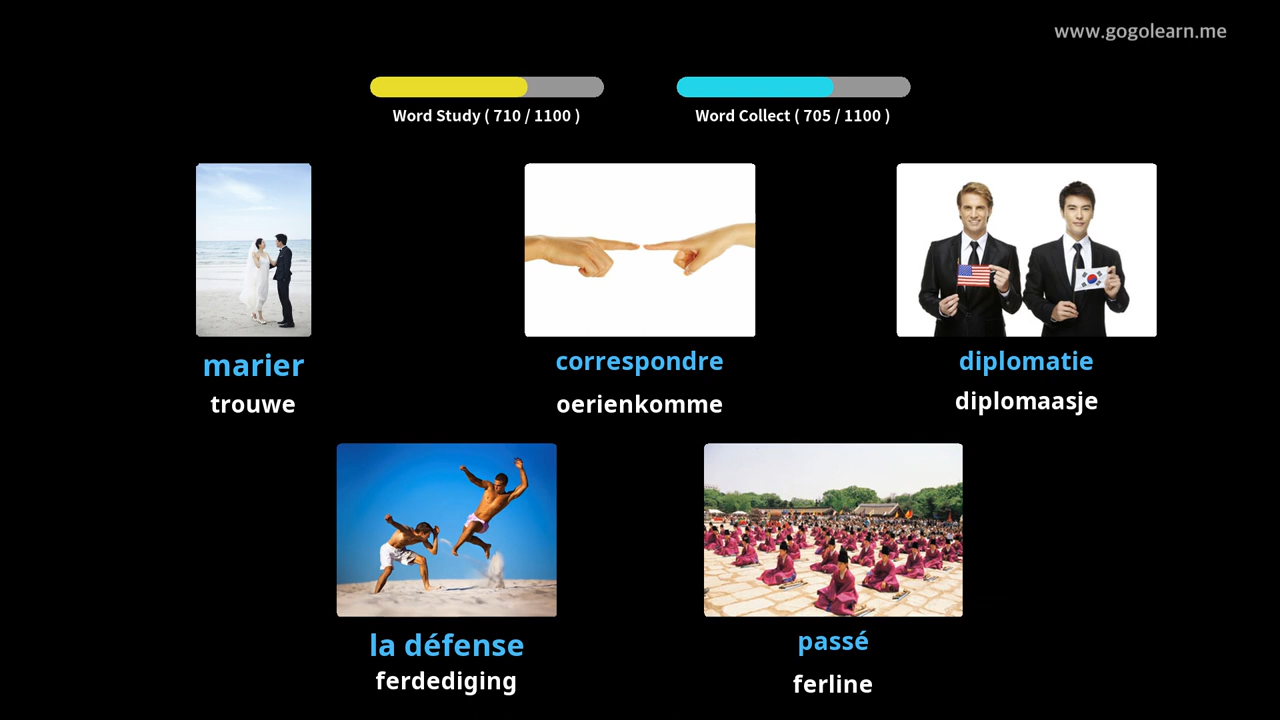 www.gogolearn.me
Word Study ( 710 / 1100 )
Word Collect ( 705 / 1100 )
marier
trouwe
correspondre
oerienkomme
diplomatie
diplomaasje
la défense
ferdediging
passé
ferline